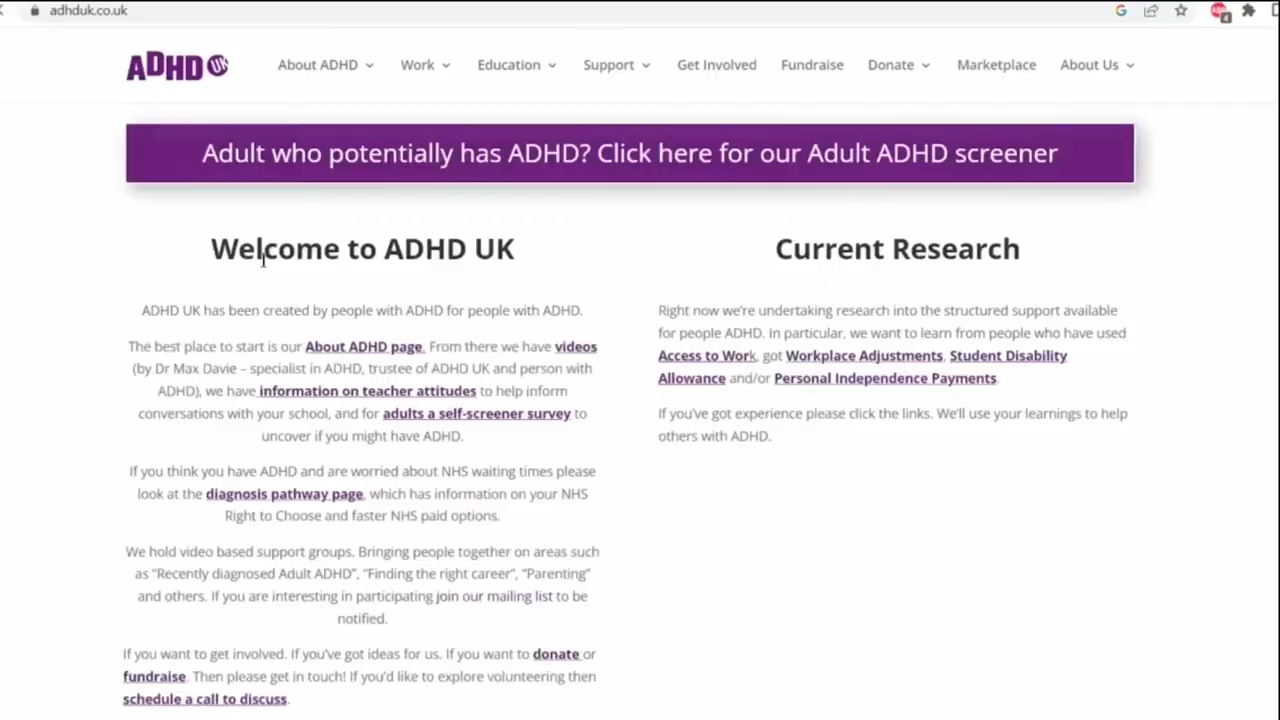 adhduk.co.uk
ADHD UK
About ADHD
Work
Education
Support
Get Involved
Fundraise
Donate
Marketplace
About Us
Adult who potentially has ADHD? Click here for our Adult ADHD screener
Welcome to ADHD UK
ADHD UK has been created by people with ADHD for people with ADHD.
The best place to start is our About ADHD page. From there we have videos
(by Dr Max Davie – specialist in ADHD, trustee of ADHD UK and person with
ADHD), we have information on teacher attitudes to help inform
conversations with your school, and for adults a self-screener survey to
uncover if you might have ADHD.
If you think you have ADHD and are worried about NHS waiting times please
look at the diagnosis pathway page, which has information on your NHS
Right to Choose and faster NHS paid options.
We hold video based support groups. Bringing people together on areas such
as “Recently diagnosed Adult ADHD”, “Finding the right career”, “Parenting”
and others. If you are interesting in participating join our mailing list to be
notified.
If you want to get involved. If you’ve got ideas for us. If you want to donate or
fundraise. Then please get in touch! If you’d like to explore volunteering then
schedule a call to discuss.
Current Research
Right now we’re undertaking research into the structured support available
for people ADHD. In particular, we want to learn from people who have used
Access to Work, got Workplace Adjustments, Student Disability
Allowance and/or Personal Independence Payments.
If you’ve got experience please click the links. We’ll use your learnings to help
others with ADHD.